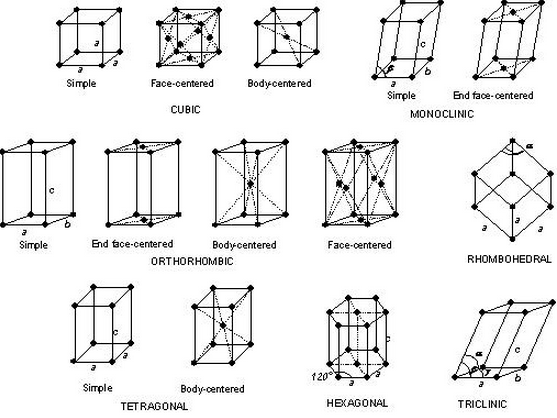 a
a
a
Simple
Face-centered
Body-centered
CUBIC
c
β
a
b
Simple
End face-centered
MONOCLINIC
c
a
b
Simple
End face-centered
Body-centered
Face-centered
ORTHORHOMBIC
α
a
a
a
RHOMBOHEDRAL
c
a
a
Simple
Body-centered
TETRAGONAL
c
120°
a
a
HEXAGONAL
α
c
β
γ
a
b
TRICLINIC